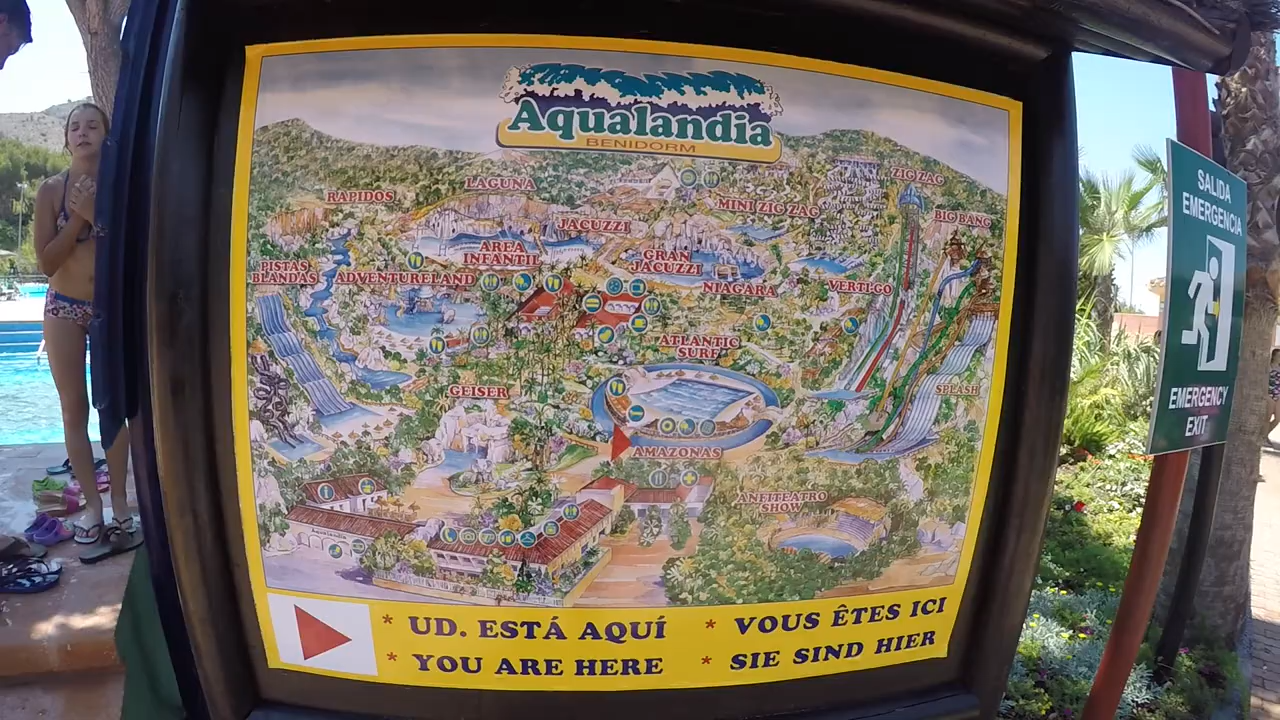 Aqualandia
BENIDORM
RAPIDOS
LAGUNA
JACUZZI
MINI ZIG ZAG
ZIG ZAG
BIG BANG
PISTAS
BLANDAS
ADVENTURELAND
AREA
INFANTIL
GRAN
JACUZZI
NIAGARA
VERTI-GO
ATLANTIC
SURF
GEISER
SPLASH
AMAZONAS
ANFITEATRO
SHOW
* UD. ESTÁ AQUÍ
* VOUS ÊTES ICI
* YOU ARE HERE
* SIE SIND HIER
SALIDA
EMERGENCIA
EMERGENCY
EXIT